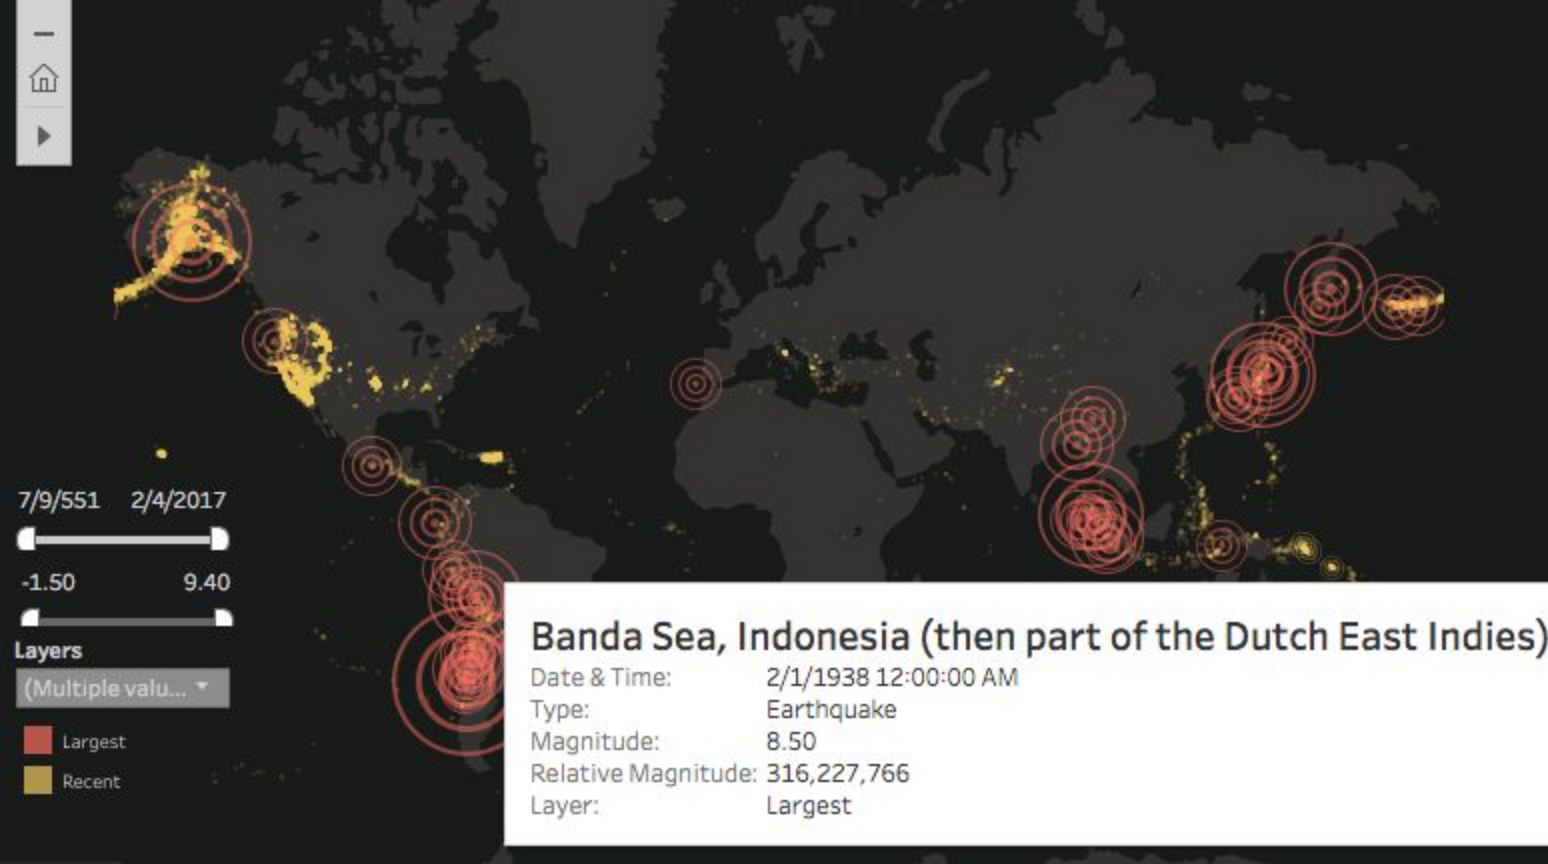 7/9/551 2/4/2017
-1.50 9.40
Layers
(Multiple valu...
Largest
Recent
Banda Sea, Indonesia (then part of the Dutch East Indies)
Date & Time: 2/1/1938 12:00:00 AM
Type: Earthquake
Magnitude: 8.50
Relative Magnitude: 316,227,766
Layer: Largest